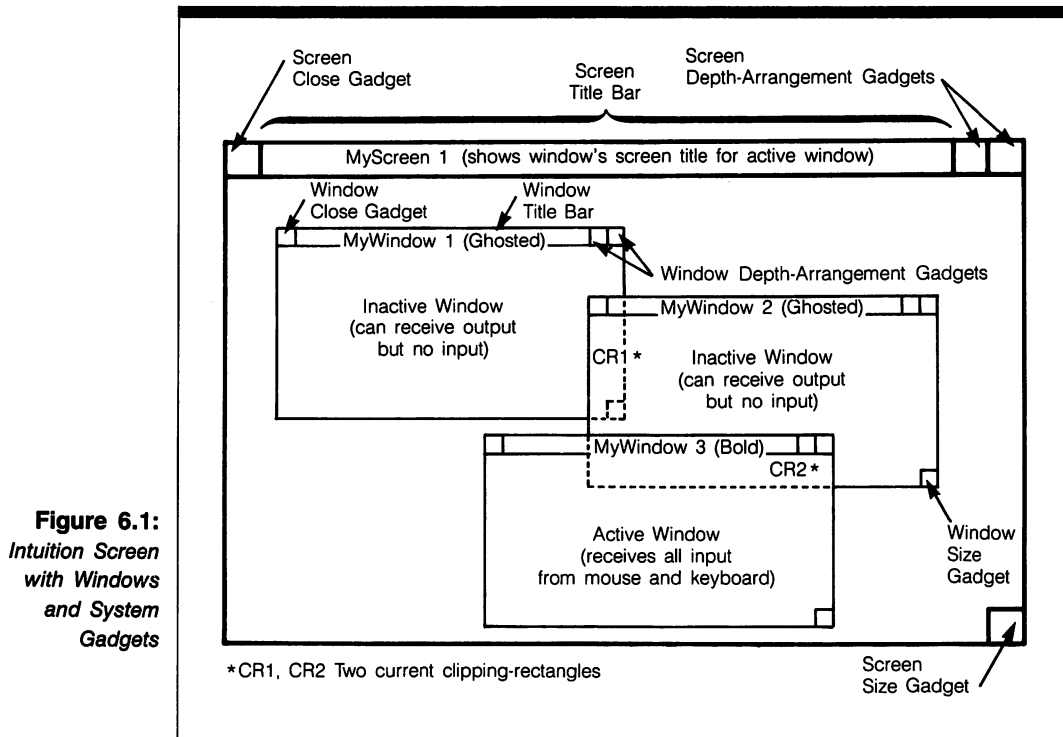 Screen
Close Gadget
Screen
Title Bar
Screen
Depth-Arrangement Gadgets
MyScreen 1 (shows window's screen title for active window)
Window
Close Gadget
Window
Title Bar
MyWindow 1 (Ghosted)
Window Depth-Arrangement Gadgets
Inactive Window
(can receive output
but no input)
MyWindow 2 (Ghosted)
CR1*
Inactive Window
(can receive output
but no input)
MyWindow 3 (Bold)
CR2*
Active Window
(receives all input
from mouse and keyboard)
Window
Size
Gadget
Screen
Size Gadget
*CR1, CR2 Two current clipping-rectangles
Figure 6.1:
Intuition Screen
with Windows
and System
Gadgets